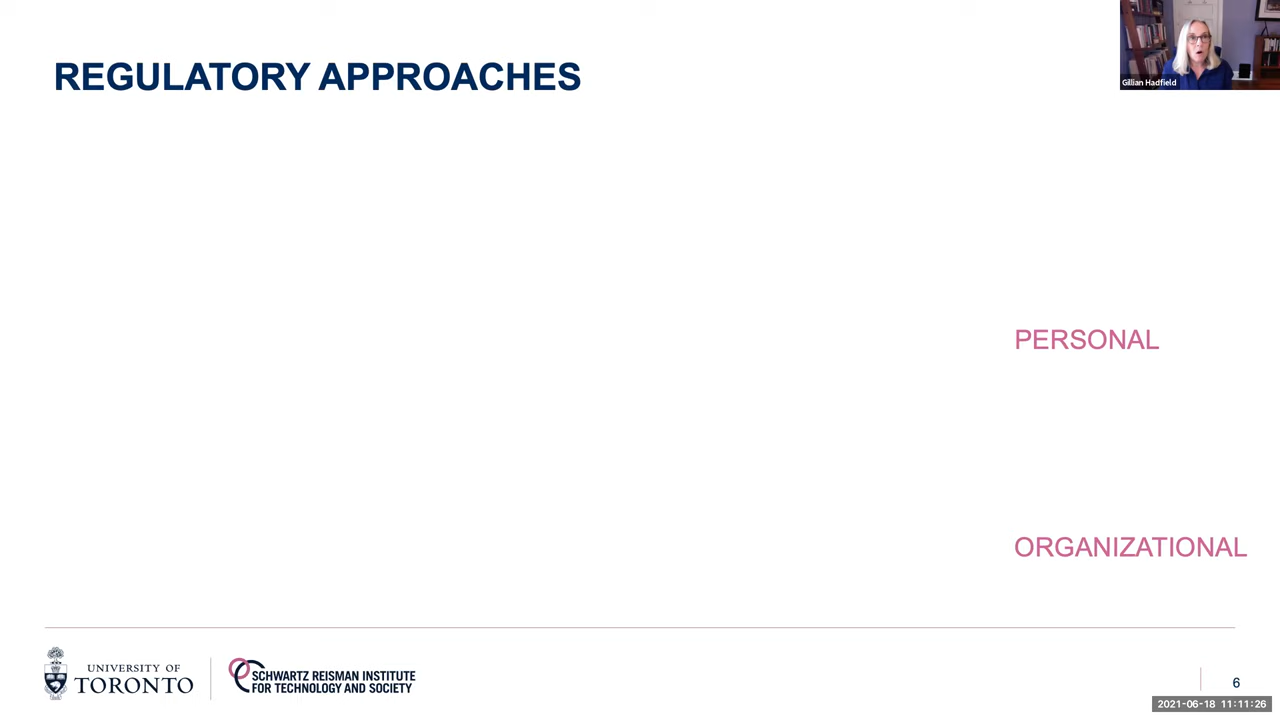 Gillian Hadfield
REGULATORY APPROACHES
PERSONAL
ORGANIZATIONAL
UNIVERSITY OF
TORONTO
SCHWARTZ REISMAN INSTITUTE
FOR TECHNOLOGY AND SOCIETY
6
2021-06-18 11:11:26